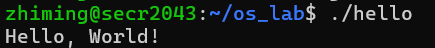 zhiming@secr2043:~/os_lab$ ./hello
Hello, World!